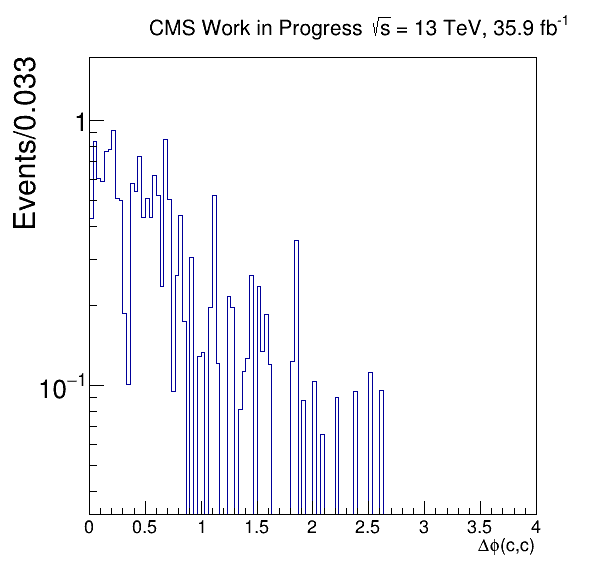 CMS Work in Progress √s = 13 TeV, 35.9 fb⁻¹
Events/0.033
1
10⁻¹
0 0.5 1 1.5 2 2.5 3 3.5 4
Δϕ(c,c)